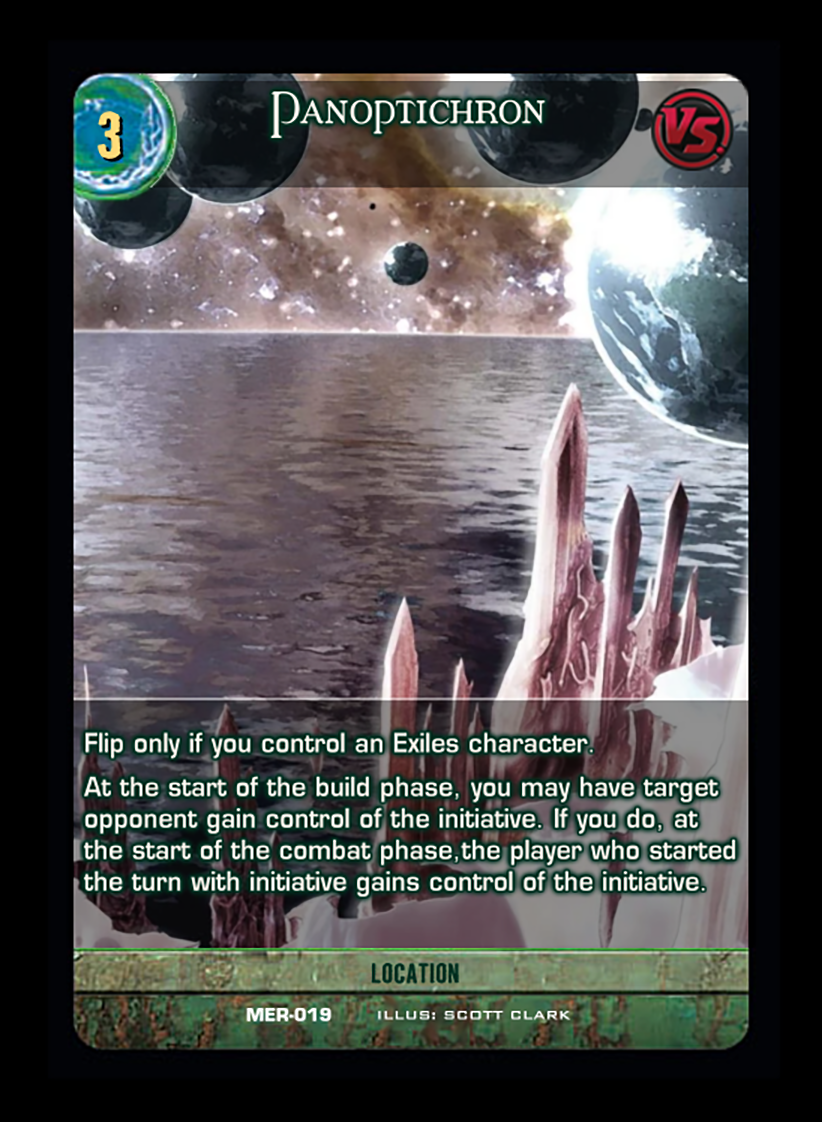 3
Panoptichron
VS.
Flip only if you control an Exiles character.
At the start of the build phase, you may have target
opponent gain control of the initiative. If you do, at
the start of the combat phase,the player who started
the turn with initiative gains control of the initiative.
LOCATION
MER-019 ILLUS: SCOTT CLARK